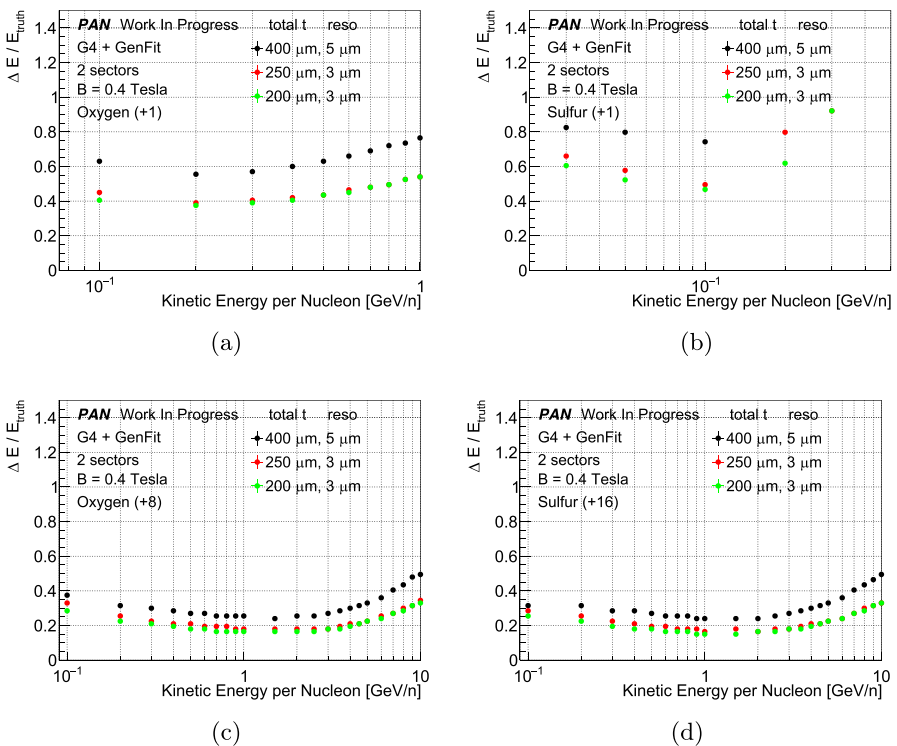 PAN Work In Progress total t reso
G4 + GenFit 400 μm, 5 μm
2 sectors 250 μm, 3 μm
B = 0.4 Tesla 200 μm, 3 μm
Oxygen (+1)
Δ E / E_truth
1.4
1.2
1
0.8
0.6
0.4
0.2
0
10⁻¹ 1
Kinetic Energy per Nucleon [GeV/n]
(a)
PAN Work In Progress total t reso
G4 + GenFit 400 μm, 5 μm
2 sectors 250 μm, 3 μm
B = 0.4 Tesla 200 μm, 3 μm
Sulfur (+1)
Δ E / E_truth
1.4
1.2
1
0.8
0.6
0.4
0.2
0
10⁻¹
Kinetic Energy per Nucleon [GeV/n]
(b)
PAN Work In Progress total t reso
G4 + GenFit 400 μm, 5 μm
2 sectors 250 μm, 3 μm
B = 0.4 Tesla 200 μm, 3 μm
Oxygen (+8)
Δ E / E_truth
1.4
1.2
1
0.8
0.6
0.4
0.2
0
10⁻¹ 1 10
Kinetic Energy per Nucleon [GeV/n]
(c)
PAN Work In Progress total t reso
G4 + GenFit 400 μm, 5 μm
2 sectors 250 μm, 3 μm
B = 0.4 Tesla 200 μm, 3 μm
Sulfur (+16)
Δ E / E_truth
1.4
1.2
1
0.8
0.6
0.4
0.2
0
10⁻¹ 1 10
Kinetic Energy per Nucleon [GeV/n]
(d)